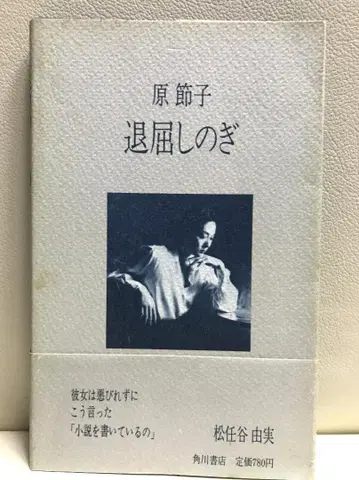 原 節子
退屈しのぎ
彼女は悪びれずに
こう言った
「小説を書いているの」
松任谷 由実
角川書店 定価780円